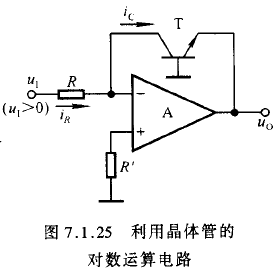 i_C
T
u_I
R
(u_I>0)
i_R
−
A
+
R'
u_O
图 7.1.25 利用晶体管的
对数运算电路